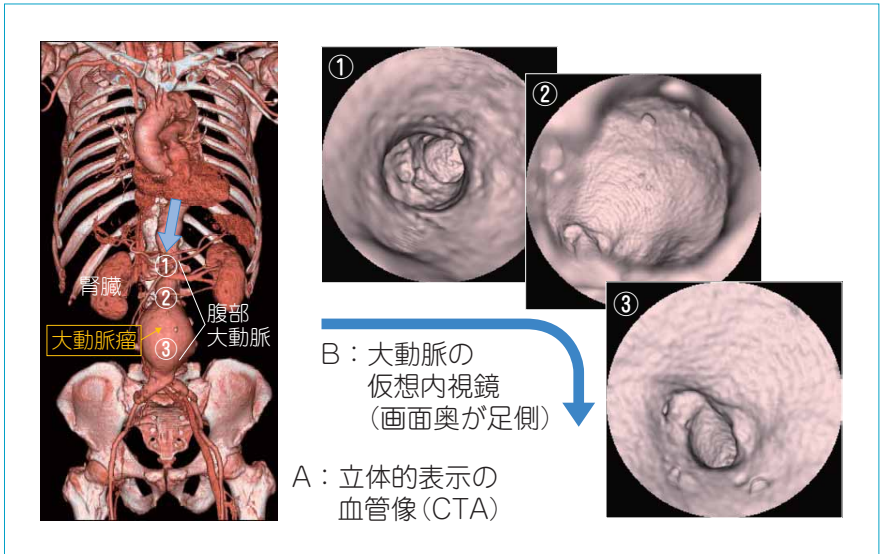 ①
②
③
腎臓
大動脈瘤
腹部
大動脈
①
②
③
B：大動脈の
仮想内視鏡
（画面奥が足側）
A：立体的表示の
血管像（CTA）